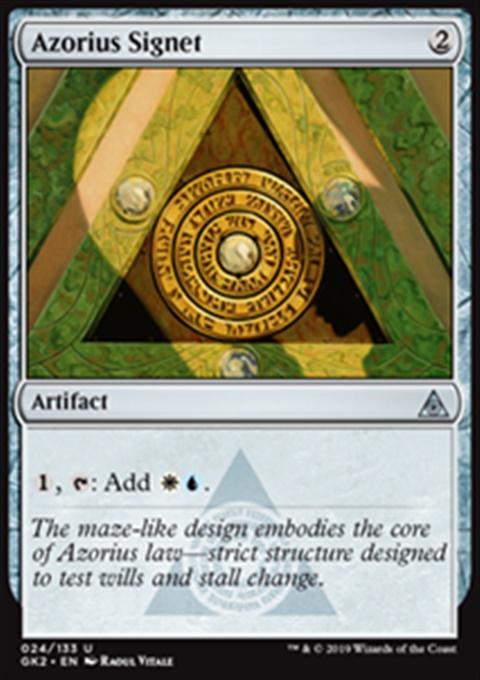 Azorius Signet 2
Artifact
1, : Add .
The maze-like design embodies the core
of Azorius law—strict structure designed
to test wills and stall change.
024/133 U
GK2 • EN Raoul Vitale
™ & © 2019 Wizards of the Coast